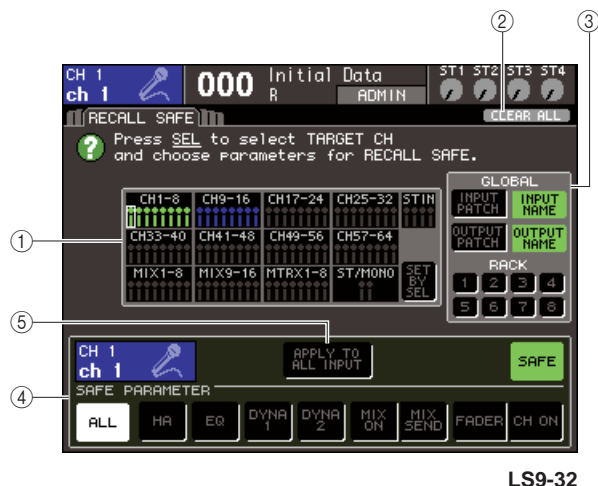 ② ③
CH 1
ch 1
000
Initial Data
R
ADMIN
ST1 ST2 ST3 ST4
RECALL SAFE
CLEAR ALL
? Press SEL to select TARGET CH
and choose parameters for RECALL SAFE.
①
CH1-8 CH9-16 CH17-24 CH25-32 STIN
CH33-40 CH41-48 CH49-56 CH57-64
MIX1-8 MIX9-16 MTRX1-8 ST/MONO
SET
BY
SEL
GLOBAL
INPUT
PATCH
INPUT
NAME
OUTPUT
PATCH
OUTPUT
NAME
RACK
1 2 3 4
5 6 7 8
⑤
④
CH 1
ch 1
APPLY TO
ALL INPUT
SAFE
SAFE PARAMETER
ALL
HA
EQ
DYNA
1
DYNA
2
MIX
ON
MIX
SEND
FADER
CH ON
LS9-32